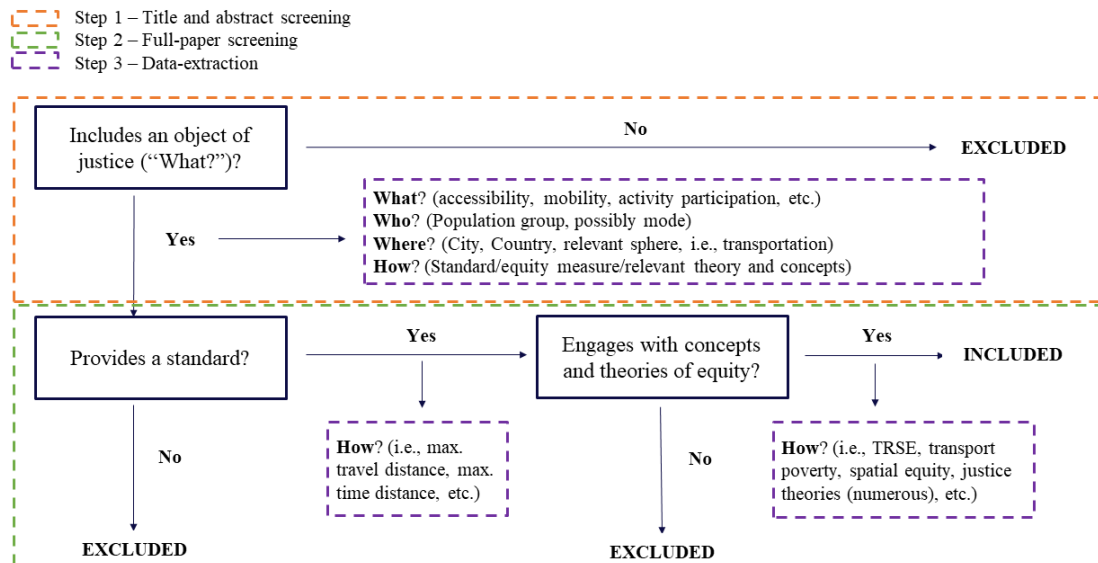 Step 1 – Title and abstract screening
Step 2 – Full-paper screening
Step 3 – Data-extraction
Includes an object of
justice (“What?”)?
No
EXCLUDED
Yes
What? (accessibility, mobility, activity participation, etc.)
Who? (Population group, possibly mode)
Where? (City, Country, relevant sphere, i.e., transportation)
How? (Standard/equity measure/relevant theory and concepts)
Provides a standard?
Yes
Engages with concepts
and theories of equity?
Yes
INCLUDED
No
How? (i.e., max.
travel distance, max.
time distance, etc.)
No
How? (i.e., TRSE, transport
poverty, spatial equity, justice
theories (numerous), etc.)
EXCLUDED
EXCLUDED